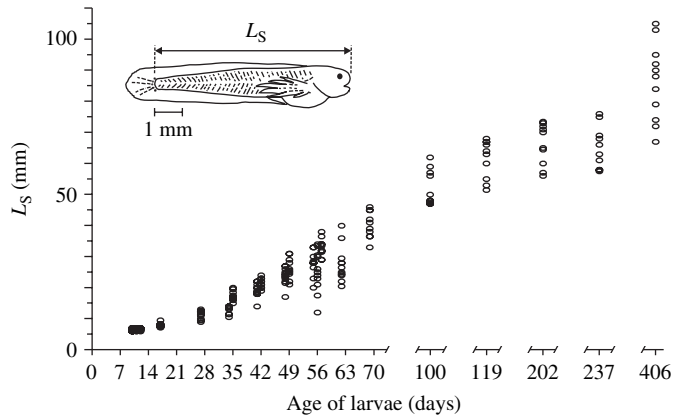 L_S
1 mm
100
50
0
L_S (mm)
0 7 14 21 28 35 42 49 56 63 70 100 119 202 237 406
Age of larvae (days)